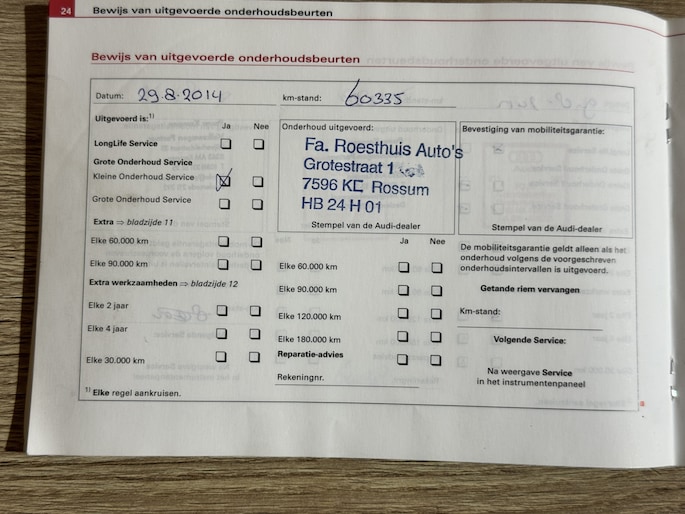 24 Bewijs van uitgevoerde onderhoudsbeurten
Bewijs van uitgevoerde onderhoudsbeurten
Datum: 29.8.2014 km-stand: 60335
Uitgevoerd is:¹⁾
Ja Nee
LongLife Service
Grote Onderhoud Service
Kleine Onderhoud Service
Grote Onderhoud Service
Extra ⇒ bladzijde 11
Elke 60.000 km
Elke 90.000 km
Extra werkzaamheden ⇒ bladzijde 12
Elke 2 jaar
Elke 4 jaar
Elke 30.000 km
¹⁾ Elke regel aankruisen.
Onderhoud uitgevoerd:
Fa. Roesthuis Auto's
Grotestraat 1
7596 KE Rossum
HB 24 H 01
Stempel van de Audi-dealer
Ja Nee
Elke 60.000 km
Elke 90.000 km
Elke 120.000 km
Elke 180.000 km
Reparatie-advies
Rekeningnr.
Bevestiging van mobiliteitsgarantie:
Stempel van de Audi-dealer
De mobiliteitsgarantie geldt alleen als het
onderhoud volgens de voorgeschreven
onderhoudsintervallen is uitgevoerd.
Getande riem vervangen
Km-stand:
Volgende Service:
Na weergave Service
in het instrumentenpaneel